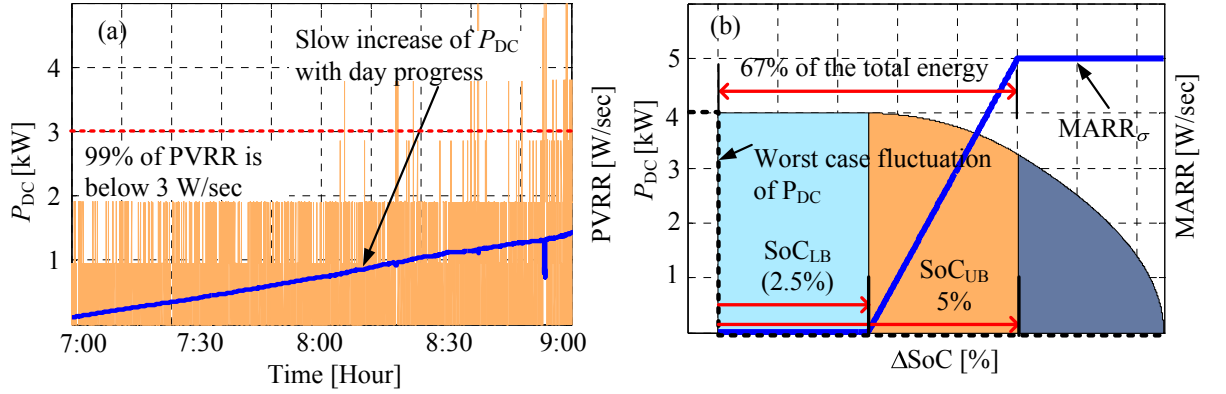 (a)
Slow increase of P_DC
with day progress
99% of PVRR is
below 3 W/sec
4
3
2
1
P_DC [kW]
PVRR [W/sec]
7:00 7:30 8:00 8:30 9:00
Time [Hour]
(b)
67% of the total energy
MARR_σ
Worst case fluctuation
of P_DC
SoC_LB
(2.5%)
SoC_UB
5%
5
4
3
2
1
P_DC [kW]
MARR [W/sec]
ΔSoC [%]